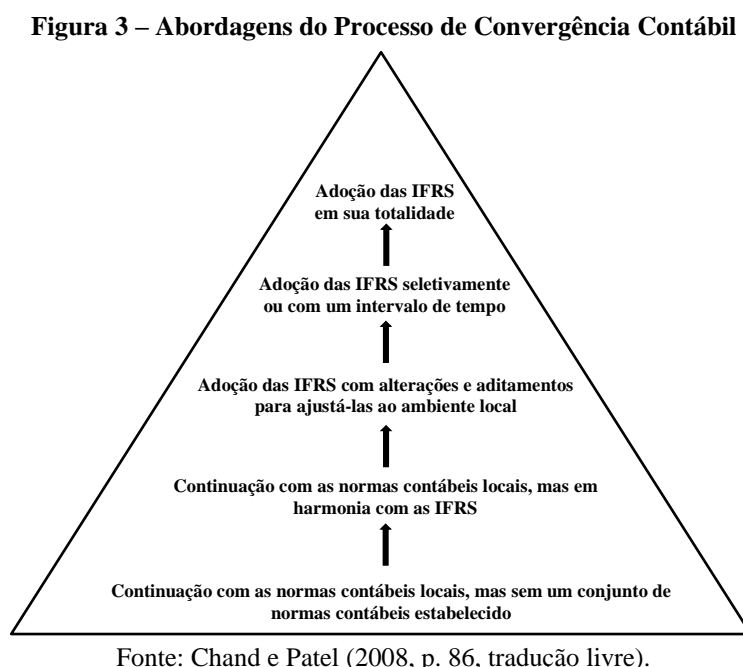 Figura 3 – Abordagens do Processo de Convergência Contábil
Adoção das IFRS
em sua totalidade
Adoção das IFRS seletivamente
ou com um intervalo de tempo
Adoção das IFRS com alterações e aditamentos
para ajustá-las ao ambiente local
Continuação com as normas contábeis locais, mas em
harmonia com as IFRS
Continuação com as normas contábeis locais, mas sem um conjunto de
normas contábeis estabelecido
Fonte: Chand e Patel (2008, p. 86, tradução livre).